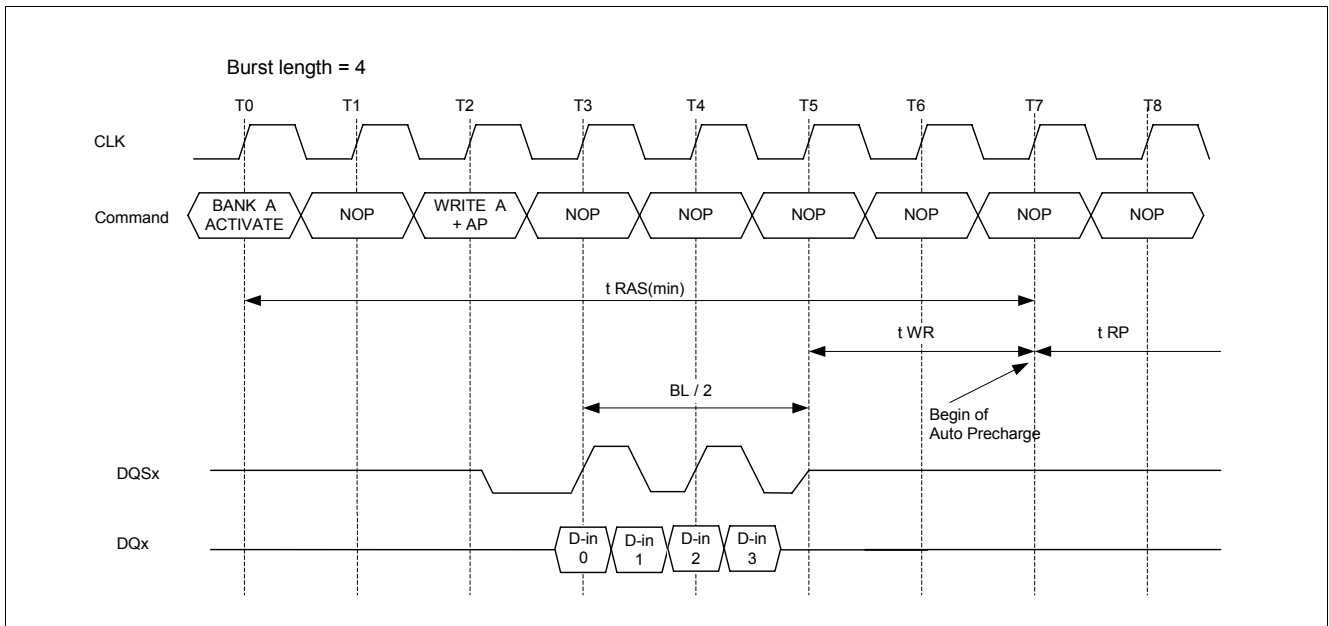 Burst length = 4
T0 T1 T2 T3 T4 T5 T6 T7 T8
CLK
Command
BANK A
ACTIVATE
NOP
WRITE A
+ AP
NOP
NOP
NOP
NOP
NOP
NOP
t RAS(min)
t WR
t RP
BL / 2
Begin of
Auto Precharge
DQSx
DQx
D-in
0
D-in
1
D-in
2
D-in
3